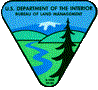 U.S. DEPARTMENT OF THE INTERIOR
BUREAU OF LAND MANAGEMENT